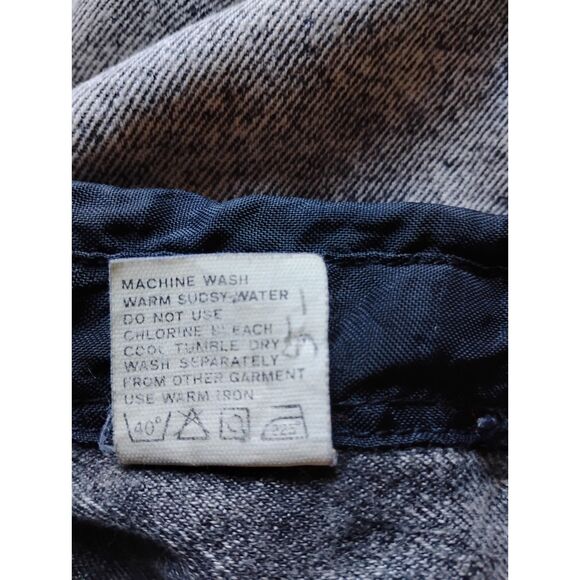 MACHINE WASH
WARM SUDSY WATER
DO NOT USE
CHLORINE BLEACH
COOL TUMBLE DRY
WASH SEPARATELY
FROM OTHER GARMENT
USE WARM IRON
40° 225°